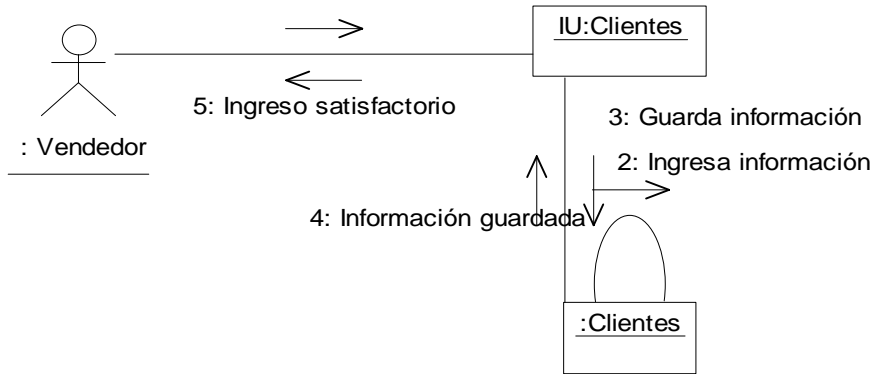 IU:Clientes
5: Ingreso satisfactorio
: Vendedor
3: Guarda información
2: Ingresa información
4: Información guardada
:Clientes